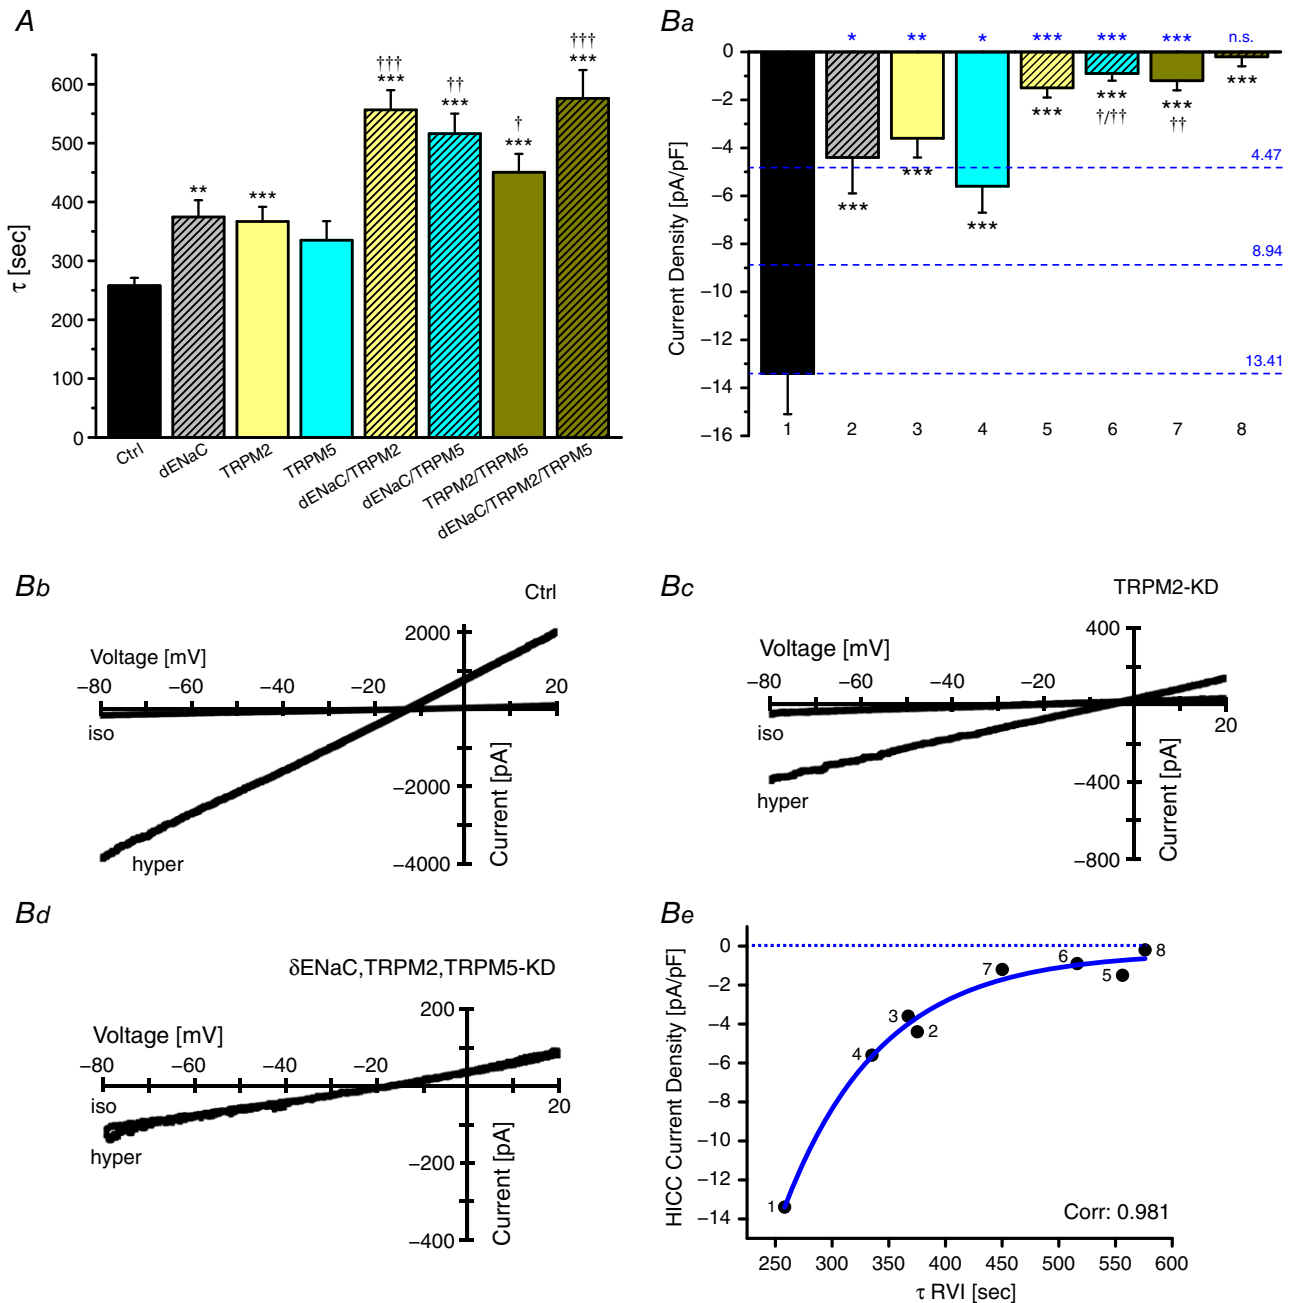 A
τ [sec]
600
500
400
300
200
100
0
**
***
†††
***
††
***
†
***
†††
***
Ctrl
dENaC
TRPM2
TRPM5
dENaC/TRPM2
dENaC/TRPM5
TRPM2/TRPM5
dENaC/TRPM2/TRPM5
Ba
Current Density [pA/pF]
* ** * *** *** *** n.s.
0
−2
−4
−6
−8
−10
−12
−14
−16
***
***
***
***
***
†/††
***
††
***
4.47
8.94
13.41
1 2 3 4 5 6 7 8
Bb
Ctrl
Voltage [mV]
−80 −60 −40 −20 20
2000
−2000
−4000
Current [pA]
iso
hyper
Bc
TRPM2-KD
Voltage [mV]
−80 −60 −40 −20 20
400
−400
−800
Current [pA]
iso
hyper
Bd
δENaC,TRPM2,TRPM5-KD
Voltage [mV]
−80 −60 −40 −20 20
200
−200
−400
Current [pA]
iso
hyper
Be
HICC Current Density [pA/pF]
0
−2
−4
−6
−8
−10
−12
−14
1
4
3
2
7
6
5
8
Corr: 0.981
250 300 350 400 450 500 550 600
τ RVI [sec]